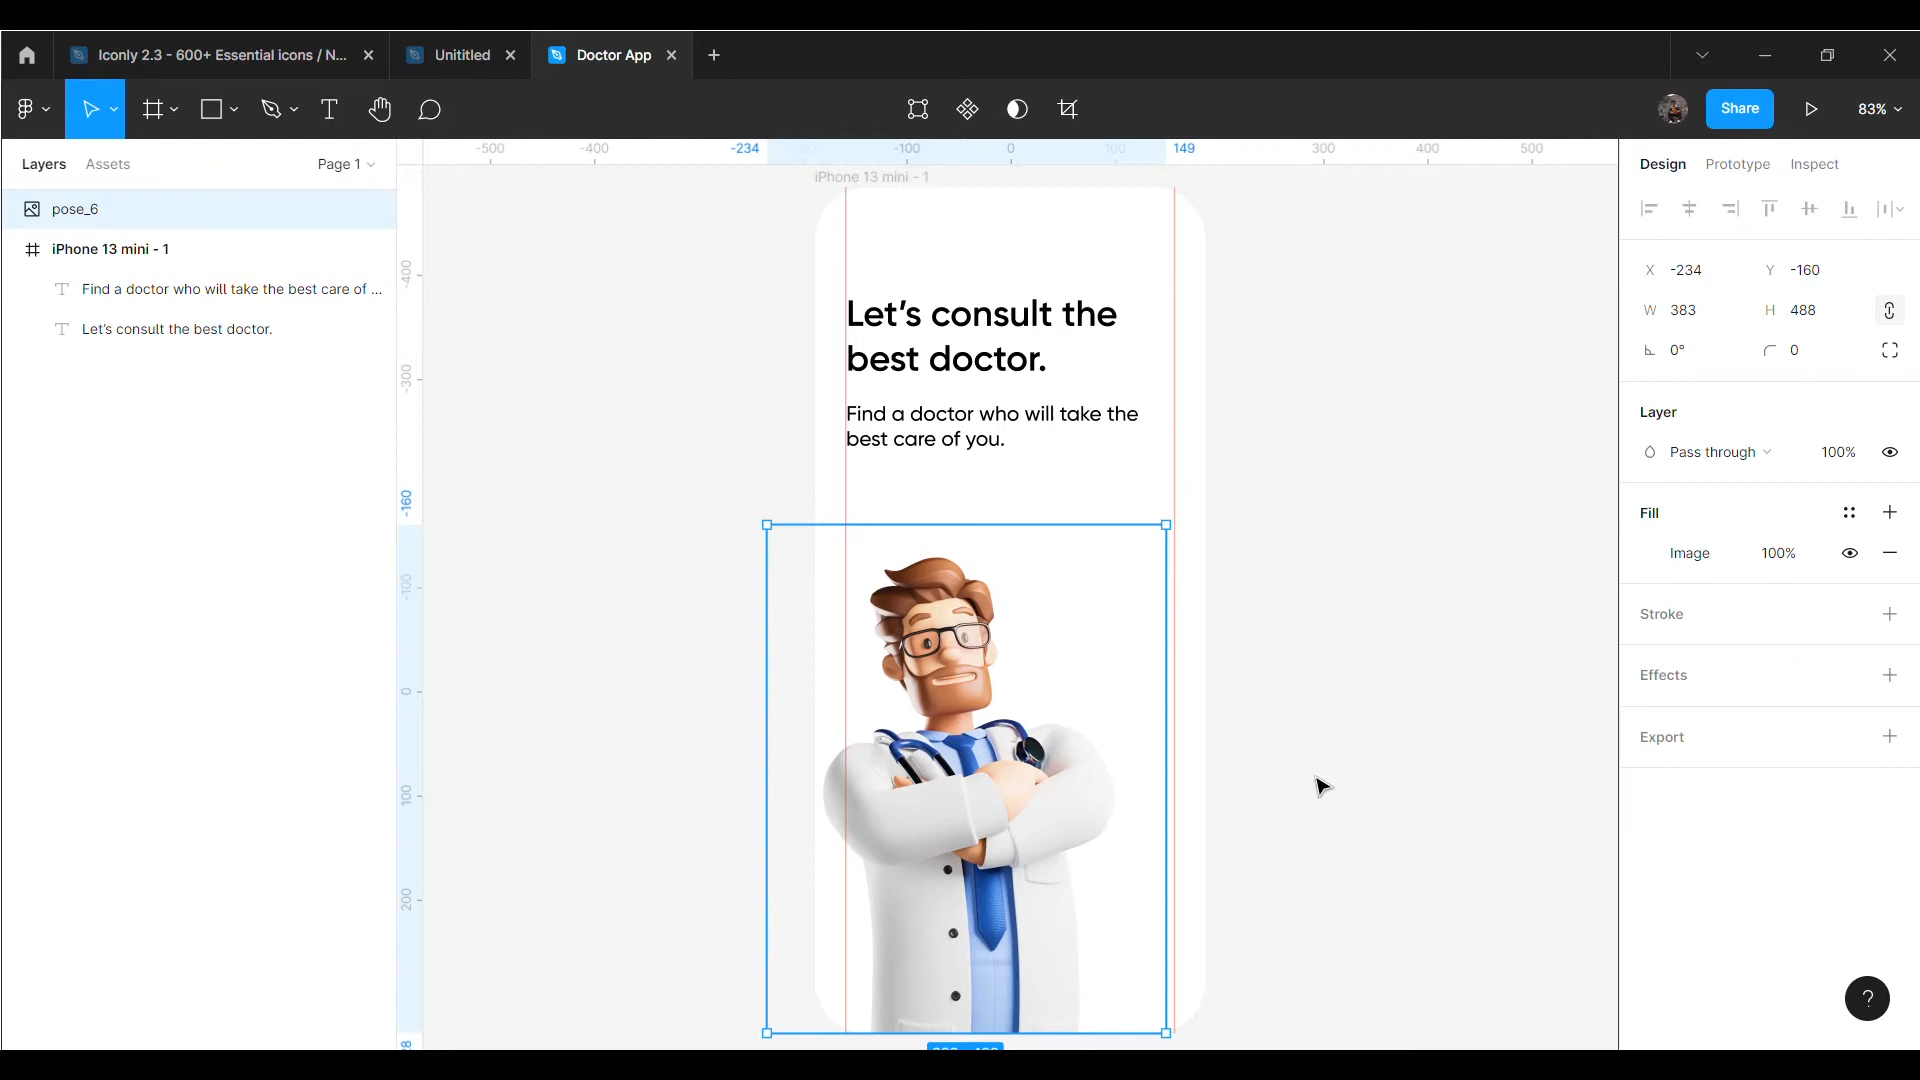 Iconly 2.3 - 600+ Essential icons / N...
Unititled
Doctor App
Share
83%
Layers
Assets
Page 1
pose_6
iPhone 13 mini - 1
Find a doctor who will take the best care of ...
Let's consult the best doctor.
-500
-400
-234
-100
0
100
149
300
400
500
-400
-300
-160
-100
0
100
200
iPhone 13 mini - 1
Let's consult the
best doctor.
Find a doctor who will take the
best care of you.
Design
Prototype
Inspect
X -234
Y -160
W 383
H 488
0°
0
Layer
Pass through
100%
Fill
Image
100%
Stroke
Effects
Export
?